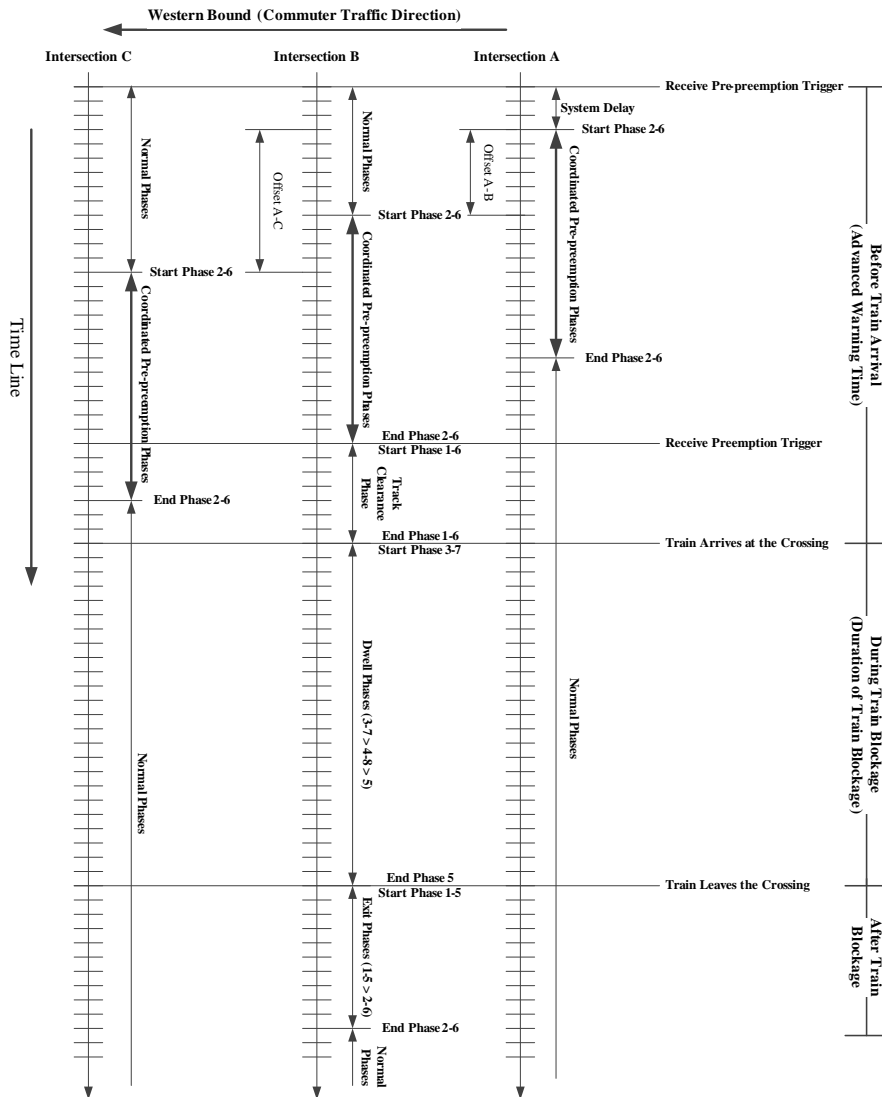 Western Bound (Commuter Traffic Direction)
Intersection C
Intersection B
Intersection A
Receive Pre-preemption Trigger
System Delay
Start Phase 2-6
Normal Phases
Normal Phases
Offset A-C
Offset A-B
Coordinated Pre-preemption Phases
Start Phase 2-6
Start Phase 2-6
Coordinated Pre-preemption Phases
Coordinated Pre-preemption Phases
Before Train Arrival
(Advanced Warning Time)
Time Line
End Phase 2-6
End Phase 2-6
Start Phase 1-6
Receive Preemption Trigger
Track
Clearance
Phase
End Phase 2-6
End Phase 1-6
Start Phase 3-7
Train Arrives at the Crossing
Dwell Phases (3-7 > 4-8 > 5)
Normal Phases
Normal Phases
During Train Blockage
(Duration of Train Blockage)
End Phase 5
Start Phase 1-5
Train Leaves the Crossing
Exit Phases (1-5 > 2-6)
After Train
Blockage
End Phase 2-6
Normal
Phases